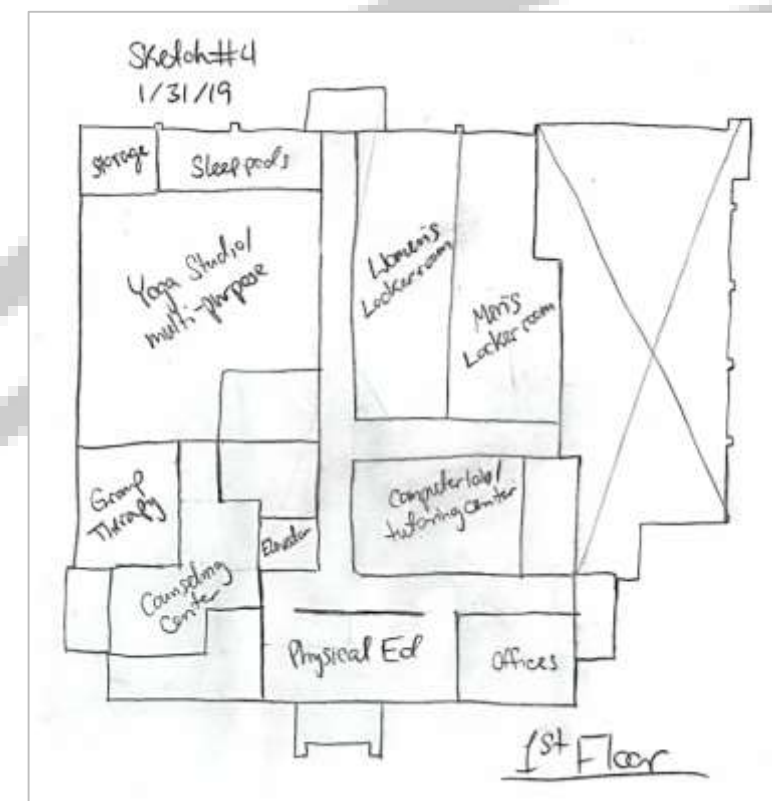 Sketch#4
1/31/19
Storage
Sleep pods
Yoga Studio/
multi-purpose
Women's
Locker room
Men's
Locker room
Group
Therapy
Computer lab/
tutoring center
Elevator
Counseling
Center
Physical Ed
Offices
1st Floor